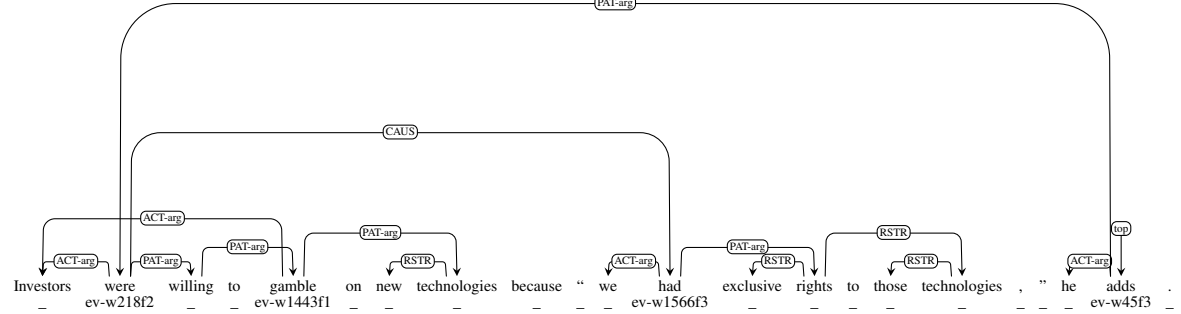 PAT-arg
CAUS
ACT-arg
top
PAT-arg RSTR
PAT-arg PAT-arg
ACT-arg PAT-arg RSTR ACT-arg RSTR RSTR ACT-arg
Investors were willing to gamble on new technologies because “ we had exclusive rights to those technologies , ” he adds .
_ ev-w218f2 _ _ ev-w1443f1 _ _ _ _ _ _ ev-w1566f3 _ _ _ _ _ _ _ _ ev-w45f3 _